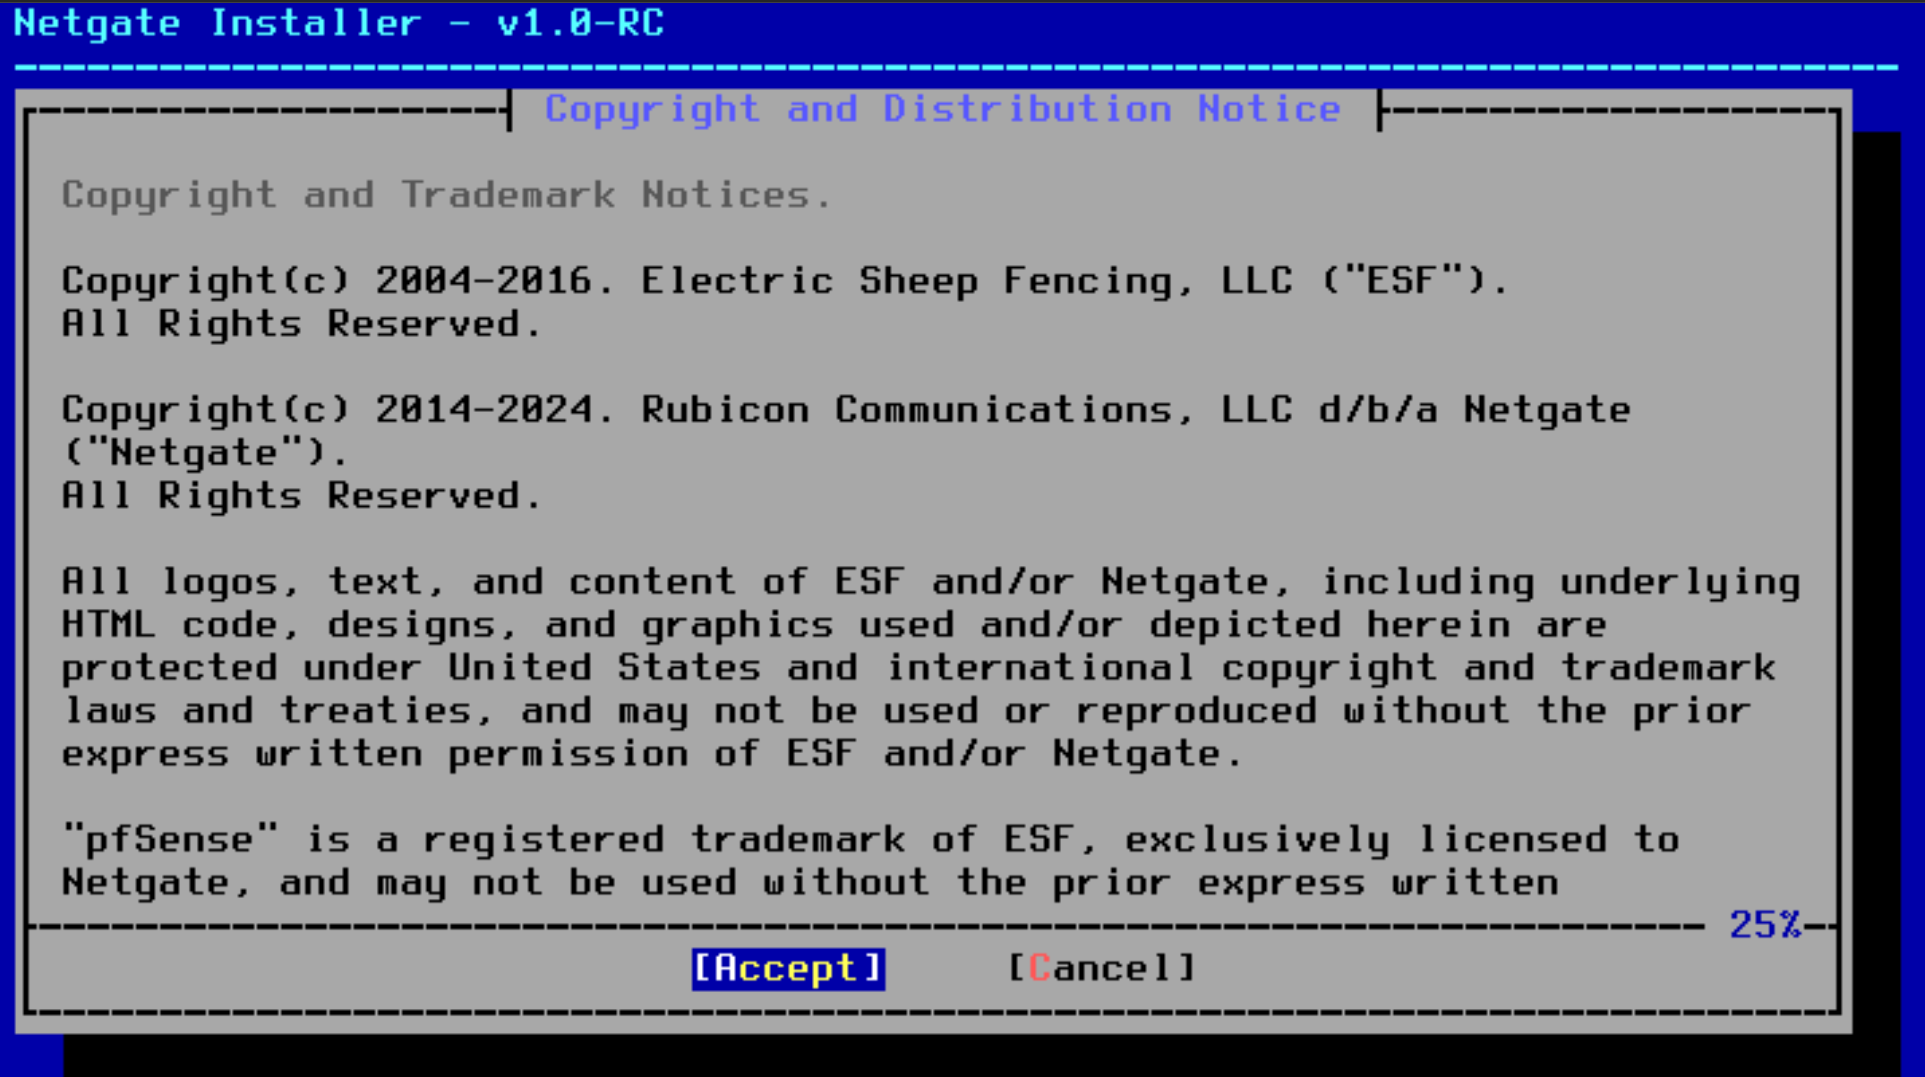 Netgate Installer - v1.0-RC
Copyright and Distribution Notice
Copyright and Trademark Notices.
Copyright(c) 2004-2016. Electric Sheep Fencing, LLC ("ESF").
All Rights Reserved.
Copyright(c) 2014-2024. Rubicon Communications, LLC d/b/a Netgate
("Netgate").
All Rights Reserved.
All logos, text, and content of ESF and/or Netgate, including underlying
HTML code, designs, and graphics used and/or depicted herein are
protected under United States and international copyright and trademark
laws and treaties, and may not be used or reproduced without the prior
express written permission of ESF and/or Netgate.
"pfSense" is a registered trademark of ESF, exclusively licensed to
Netgate, and may not be used without the prior express written
25%
[Accept] [Cancel]